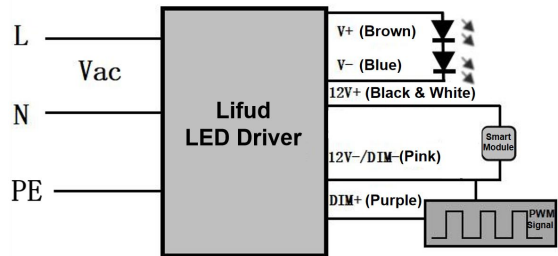 L
Vac
N
PE
Lifud
LED Driver
V+ (Brown)
V- (Blue)
12V+ (Black & White)
12V-/DIM-(Pink)
DIM+ (Purple)
Smart
Module
PWM
Signal